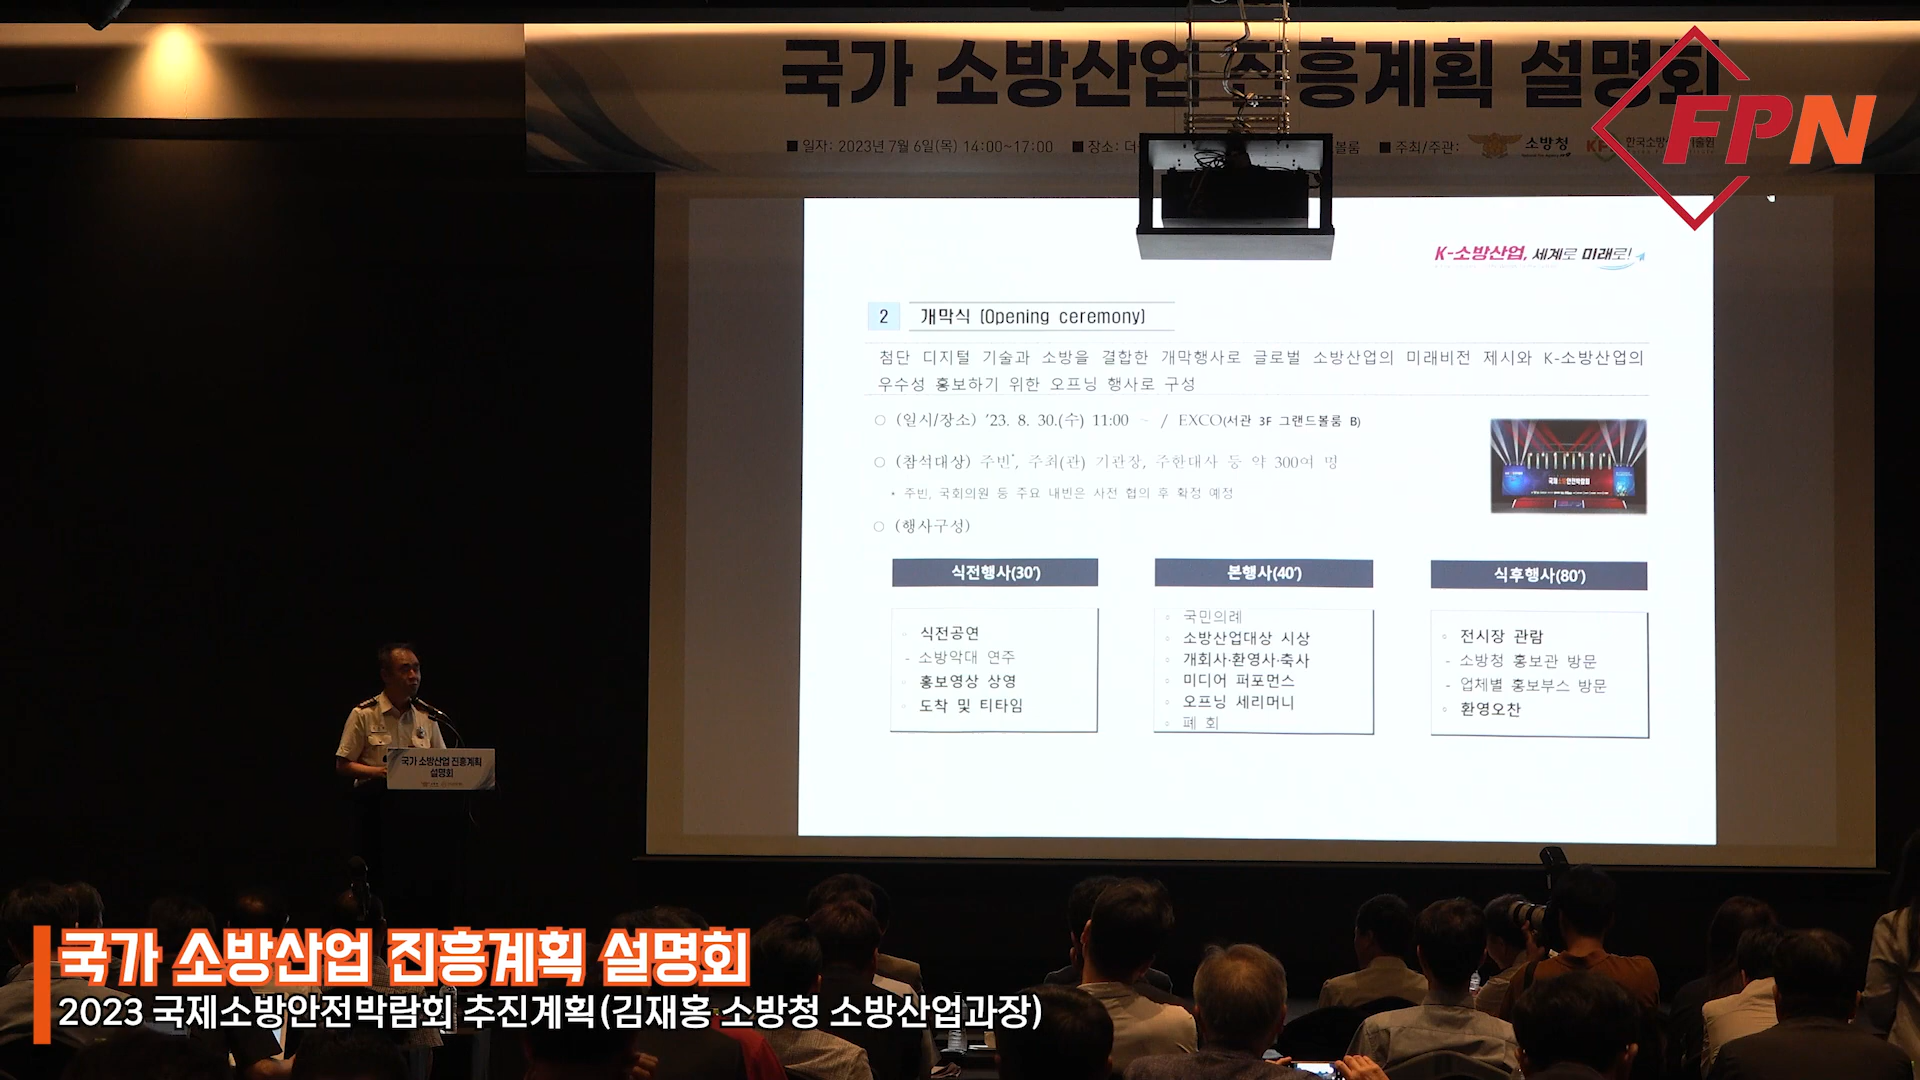 국가 소방산업 진흥계획 설명회
FPN
■ 일자: 2023년 7월 6일(목) 14:00~17:00 ■ 장소: 더 볼룸 ■ 주최/주관: 소방청
K-소방산업, 세계로 미래로!
2 개막식 (Opening ceremony)
첨단 디지털 기술과 소방을 결합한 개막행사로 글로벌 소방산업의 미래비전 제시와 K-소방산업의
우수성 홍보하기 위한 오프닝 행사로 구성
○ (일시/장소) ’23. 8. 30.(수) 11:00 ~ / EXCO(서관 3F 그랜드볼룸 B)
○ (참석대상) 주빈*, 주최(관) 기관장, 주한대사 등 약 300여 명
* 주빈, 국회의원 등 주요 내빈은 사전 협의 후 확정 예정
국제소방안전박람회
○ (행사구성)
식전행사(30′)
◦ 식전공연
- 소방악대 연주
◦ 홍보영상 상영
◦ 도착 및 티타임
본행사(40′)
◦ 국민의례
◦ 소방산업대상 시상
◦ 개회사·환영사·축사
◦ 미디어 퍼포먼스
◦ 오프닝 세리머니
◦ 폐 회
식후행사(80′)
◦ 전시장 관람
- 소방청 홍보관 방문
- 업체별 홍보부스 방문
◦ 환영오찬
국가 소방산업 진흥계획
설명회
국가 소방산업 진흥계획 설명회
2023 국제소방안전박람회 추진계획(김재홍 소방청 소방산업과장)